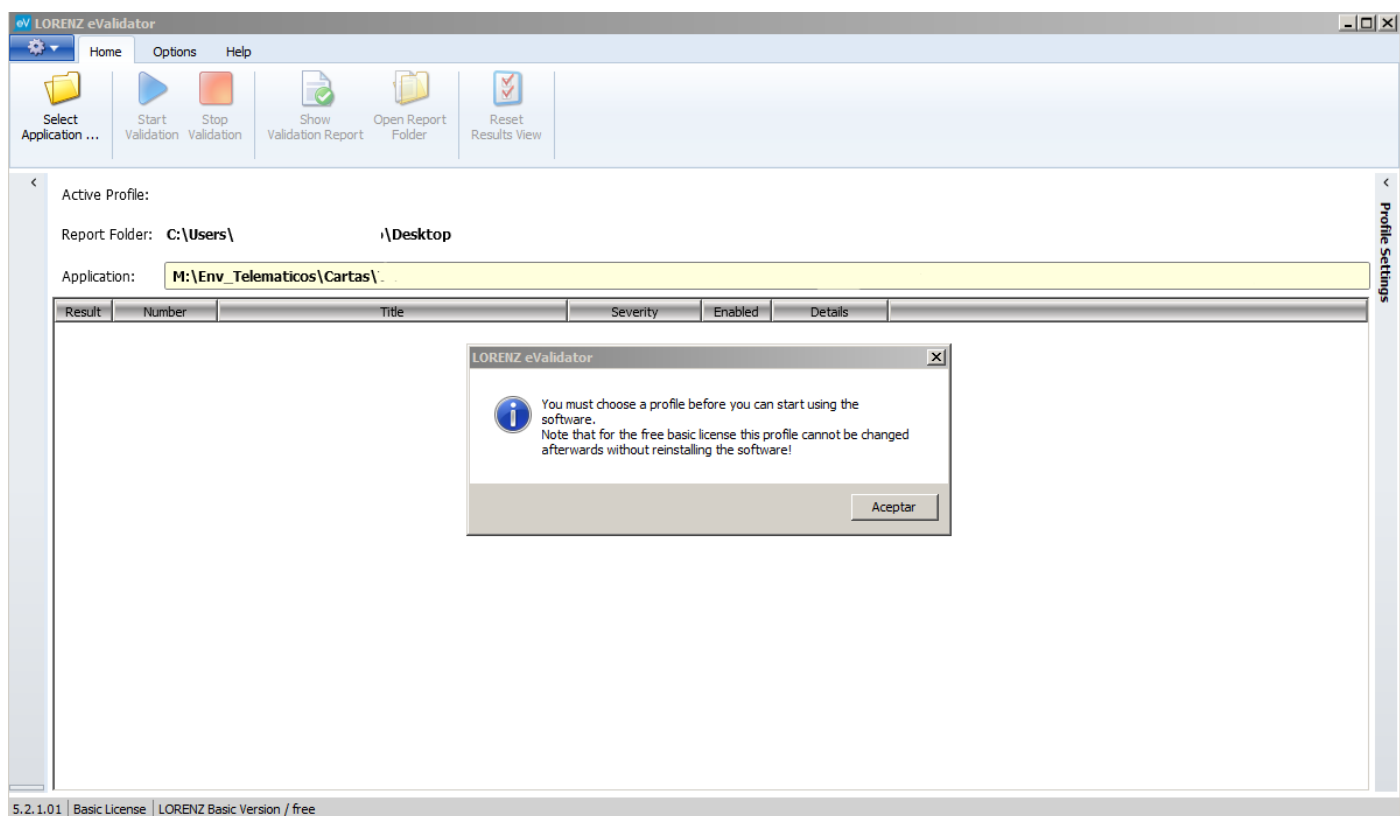 eV LORENZ eValidator
Home Options Help
Select Application ...
Start Validation
Stop Validation
Show Validation Report
Open Report Folder
Reset Results View
Active Profile:
Report Folder: C:\Users\ \Desktop
Application: M:\Env_Telematicos\Cartas\
Profile Settings
Result Number Title Severity Enabled Details
LORENZ eValidator
You must choose a profile before you can start using the
software.
Note that for the free basic license this profile cannot be changed
afterwards without reinstalling the software!
Aceptar
5.2.1.01 Basic License LORENZ Basic Version / free